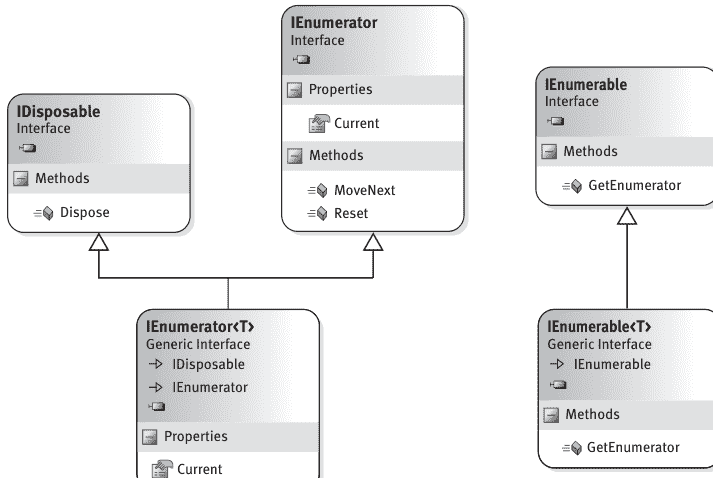 IDisposable
Interface
Methods
Dispose
IEnumerator
Interface
Properties
Current
Methods
MoveNext
Reset
IEnumerable
Interface
Methods
GetEnumerator
IEnumerator<T>
Generic Interface
IDisposable
IEnumerator
Properties
Current
IEnumerable<T>
Generic Interface
IEnumerable
Methods
GetEnumerator